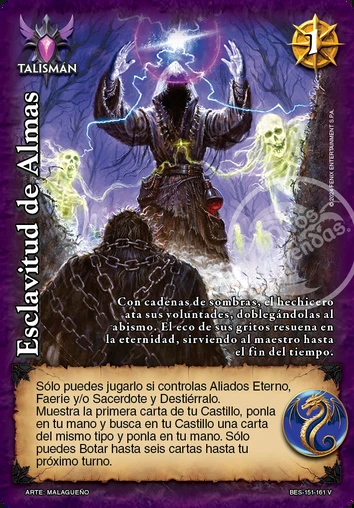 TALISMÁN
1
Esclavitud de Almas
© 2023 FENIX ENTERTAINMENT S.P.A.
Con cadenas de sombras, el hechicero
ata sus voluntades, doblegándolas al
abismo. El eco de sus gritos resuena en
la eternidad, sirviendo al maestro hasta
el fin del tiempo.
Sólo puedes jugarlo si controlas Aliados Eterno,
Faerie y/o Sacerdote y Destiérralo.
Muestra la primera carta de tu Castillo, ponla
en tu mano y busca en tu Castillo una carta
del mismo tipo y ponla en tu mano. Sólo
puedes Botar hasta seis cartas hasta tu
próximo turno.
ARTE: MALAGUEÑO
BES-151-161 V